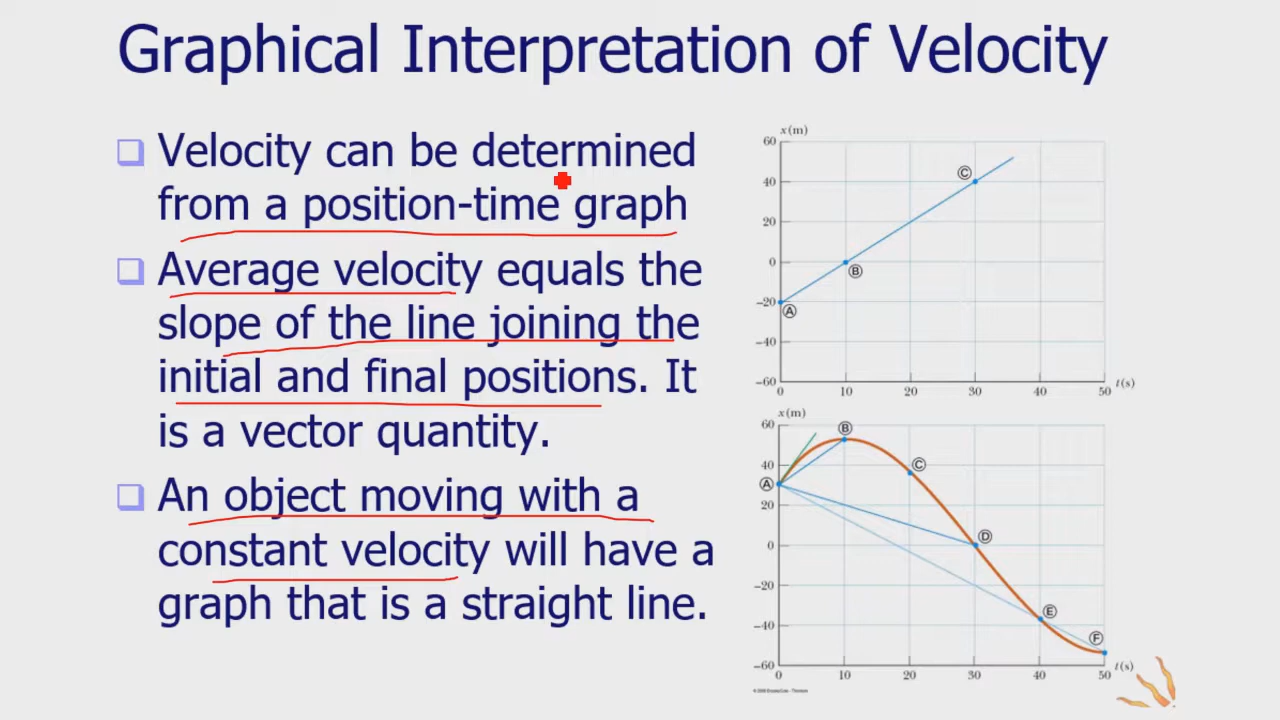 Graphical Interpretation of Velocity
Velocity can be determined
from a position-time graph
Average velocity equals the
slope of the line joining the
initial and final positions. It
is a vector quantity.
An object moving with a
constant velocity will have a
graph that is a straight line.
x(m)
60
40
20
0
−20
−40
−60
A
B
C
0 10 20 30 40 50 t(s)
x(m)
60
40
20
0
−20
−40
−60
A
B
C
D
E
F
0 10 20 30 40 50 t(s)